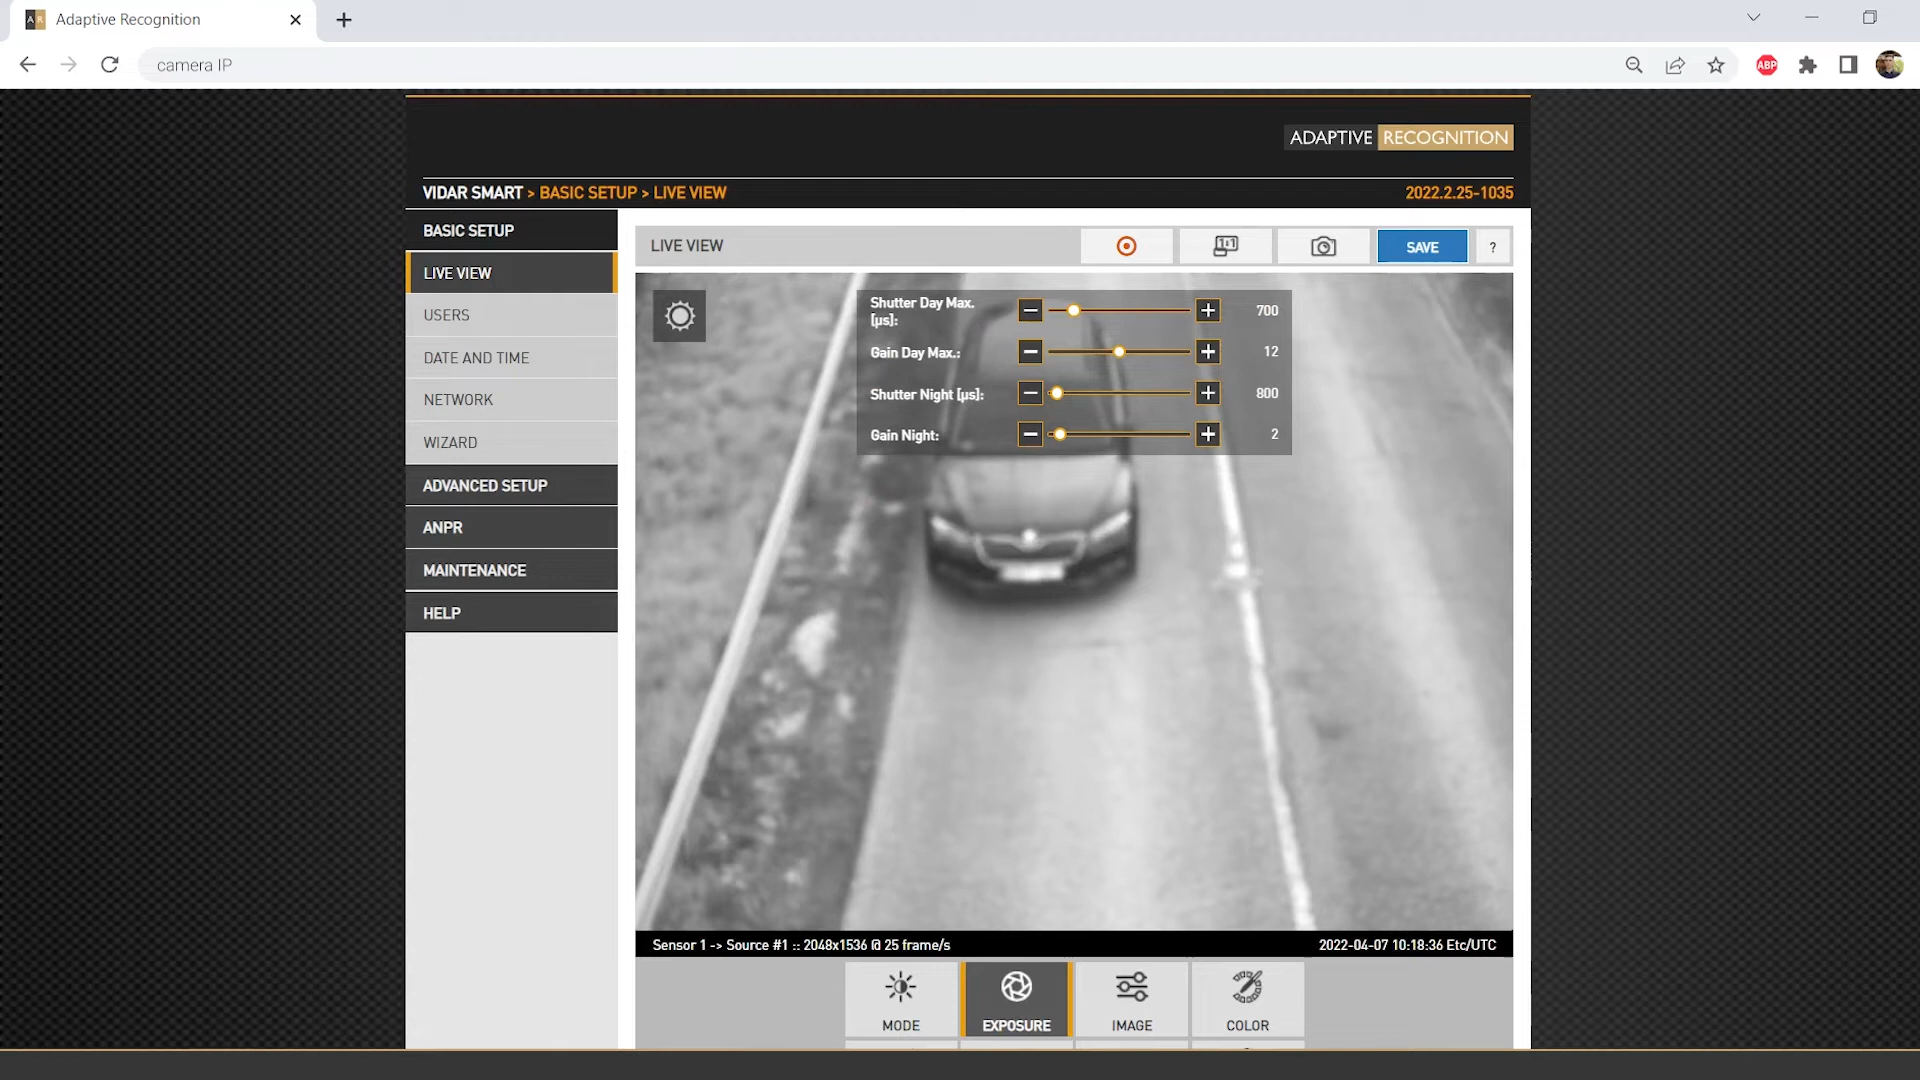 Adaptive Recognition
camera IP
ABP
ADAPTIVE RECOGNITION
VIDAR SMART > BASIC SETUP > LIVE VIEW
2022.2.25-1035
BASIC SETUP
LIVE VIEW
USERS
DATE AND TIME
NETWORK
WIZARD
ADVANCED SETUP
ANPR
MAINTENANCE
HELP
LIVE VIEW
1:1
SAVE
?
Shutter Day Max.
[µs]:
700
Gain Day Max.:
12
Shutter Night [µs]:
800
Gain Night:
2
Sensor 1 -> Source #1 :: 2048x1536 @ 25 frame/s
2022-04-07 10:18:36 Etc/UTC
MODE
EXPOSURE
IMAGE
COLOR